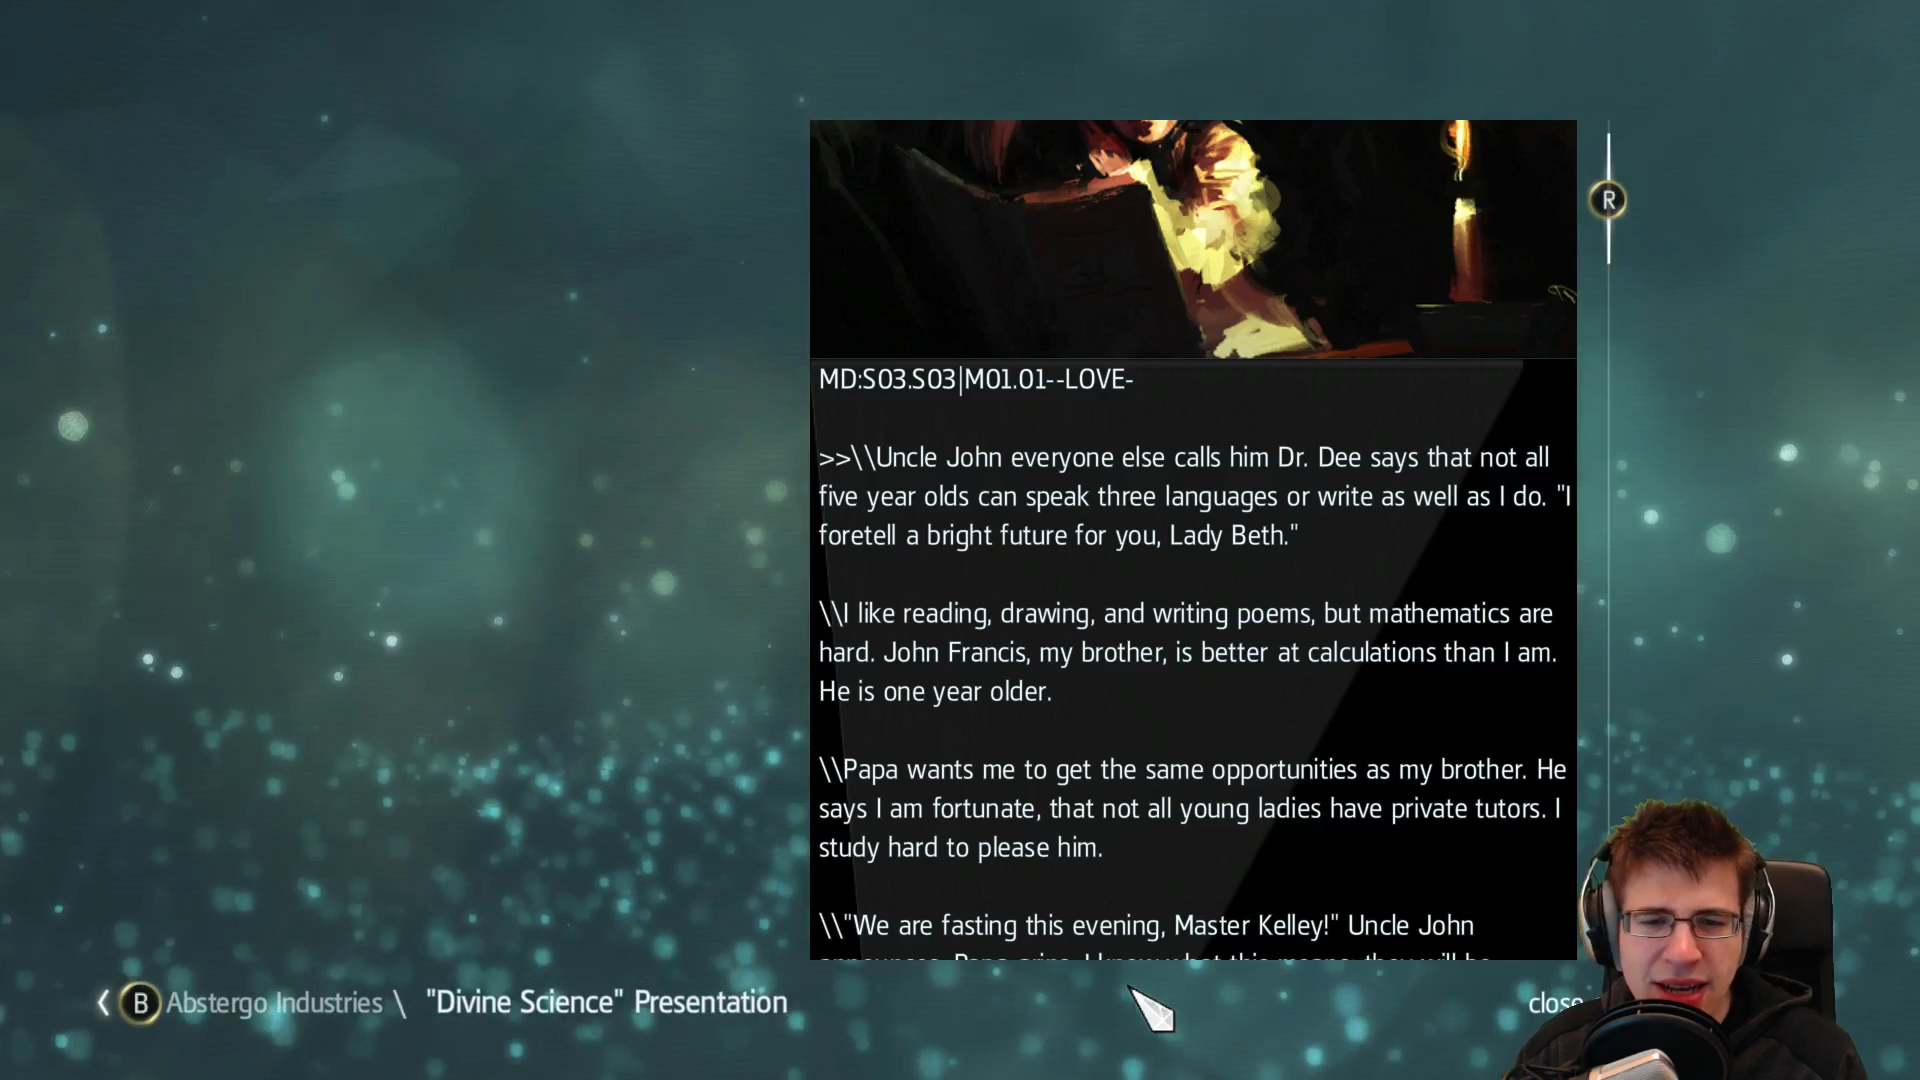 R
MD:S03.S03|M01.01--LOVE-
>>\\Uncle John everyone else calls him Dr. Dee says that not all
five year olds can speak three languages or write as well as I do. "I
foretell a bright future for you, Lady Beth."
\\I like reading, drawing, and writing poems, but mathematics are
hard. John Francis, my brother, is better at calculations than I am.
He is one year older.
\\Papa wants me to get the same opportunities as my brother. He
says I am fortunate, that not all young ladies have private tutors. I
study hard to please him.
\\"We are fasting this evening, Master Kelley!" Uncle John
B Abstergo Industries \ "Divine Science" Presentation
close